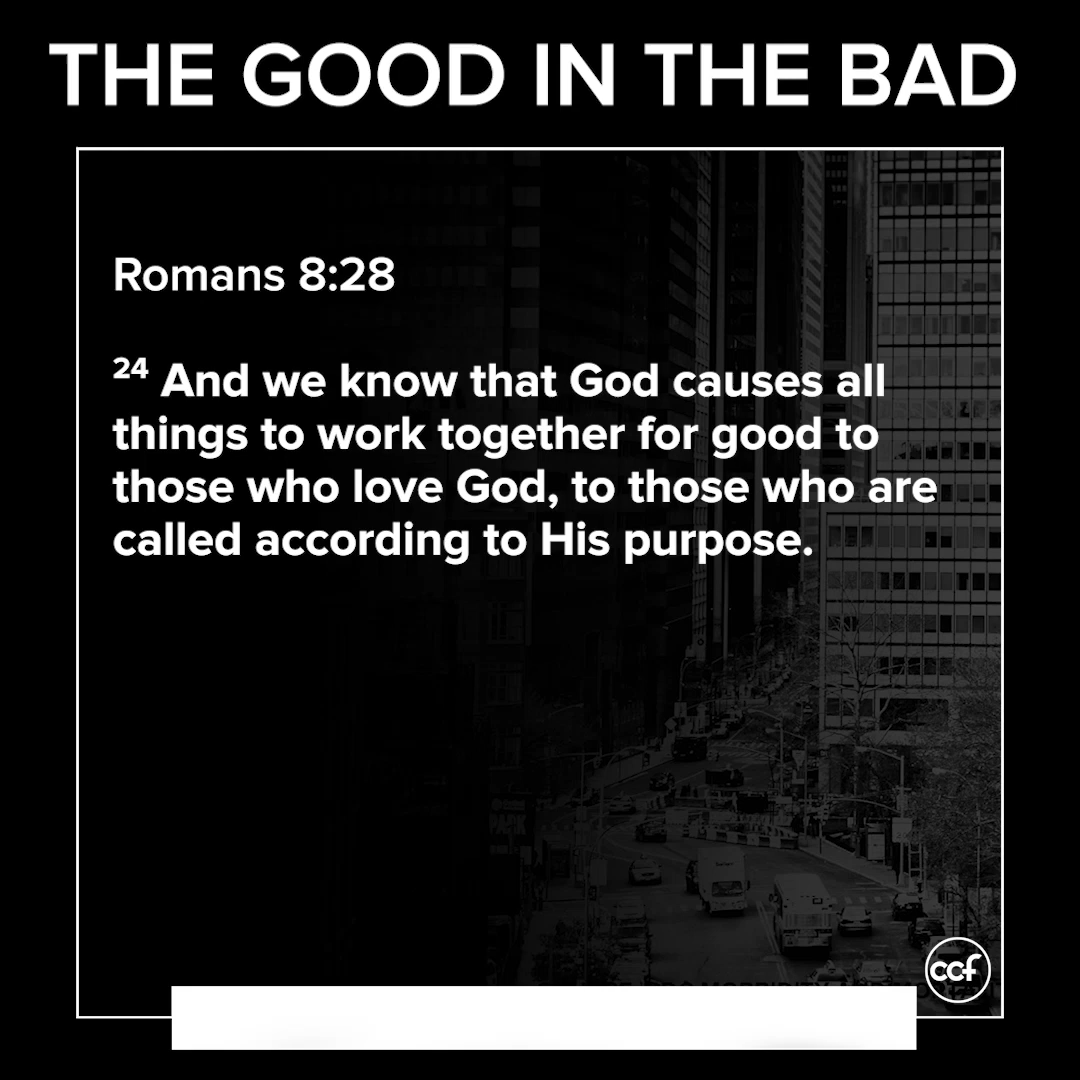 THE GOOD IN THE BAD
Romans 8:28
24 And we know that God causes all
things to work together for good to
those who love God, to those who are
called according to His purpose.
PARK
ccf